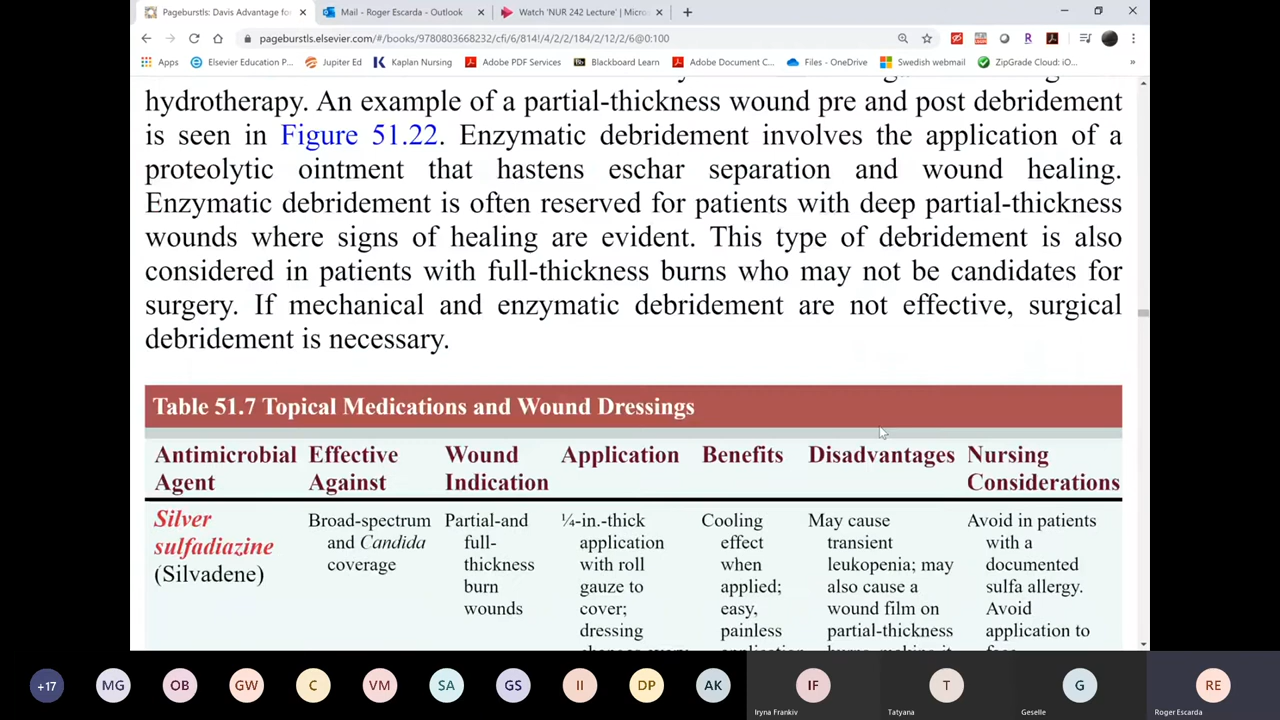 Pageburstls: Davis Advantage for
Mail - Roger Escarda - Outlook
Watch 'NUR 242 Lecture' | Micro
pageburstls.elsevier.com/#/books/9780803668232/cfi/6/814!/4/2/2/184/2/12/2/6@0:100
Apps
Elsevier Education P...
Jupiter Ed
Kaplan Nursing
Adobe PDF Services
Blackboard Learn
Adobe Document C...
Files - OneDrive
Swedish webmail
ZipGrade Cloud: iO...
hydrotherapy. An example of a partial-thickness wound pre and post debridement
is seen in Figure 51.22. Enzymatic debridement involves the application of a
proteolytic ointment that hastens eschar separation and wound healing.
Enzymatic debridement is often reserved for patients with deep partial-thickness
wounds where signs of healing are evident. This type of debridement is also
considered in patients with full-thickness burns who may not be candidates for
surgery. If mechanical and enzymatic debridement are not effective, surgical
debridement is necessary.
Table 51.7 Topical Medications and Wound Dressings
Antimicrobial
Agent
Effective
Against
Wound
Indication
Application
Benefits
Disadvantages
Nursing
Considerations
Silver
sulfadiazine
(Silvadene)
Broad-spectrum
and Candida
coverage
Partial-and
full-
thickness
burn
wounds
¼-in.-thick
application
with roll
gauze to
cover;
dressing
Cooling
effect
when
applied;
easy,
painless
May cause
transient
leukopenia; may
also cause a
wound film on
partial-thickness
Avoid in patients
with a
documented
sulfa allergy.
Avoid
application to
+17
MG
OB
GW
C
VM
SA
GS
II
DP
AK
IF
Iryna Frankiv
T
Tatyana
G
Geselle
RE
Roger Escarda